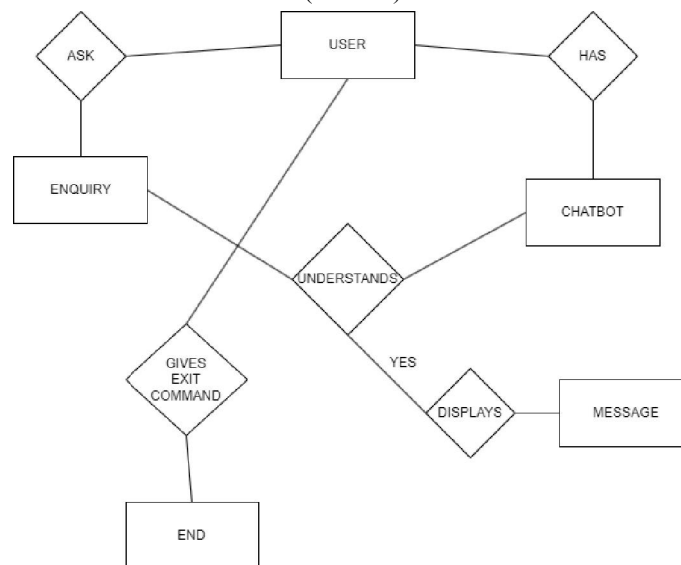 USER
ASK
HAS
ENQUIRY
CHATBOT
UNDERSTANDS
YES
GIVES
EXIT
COMMAND
DISPLAYS
MESSAGE
END